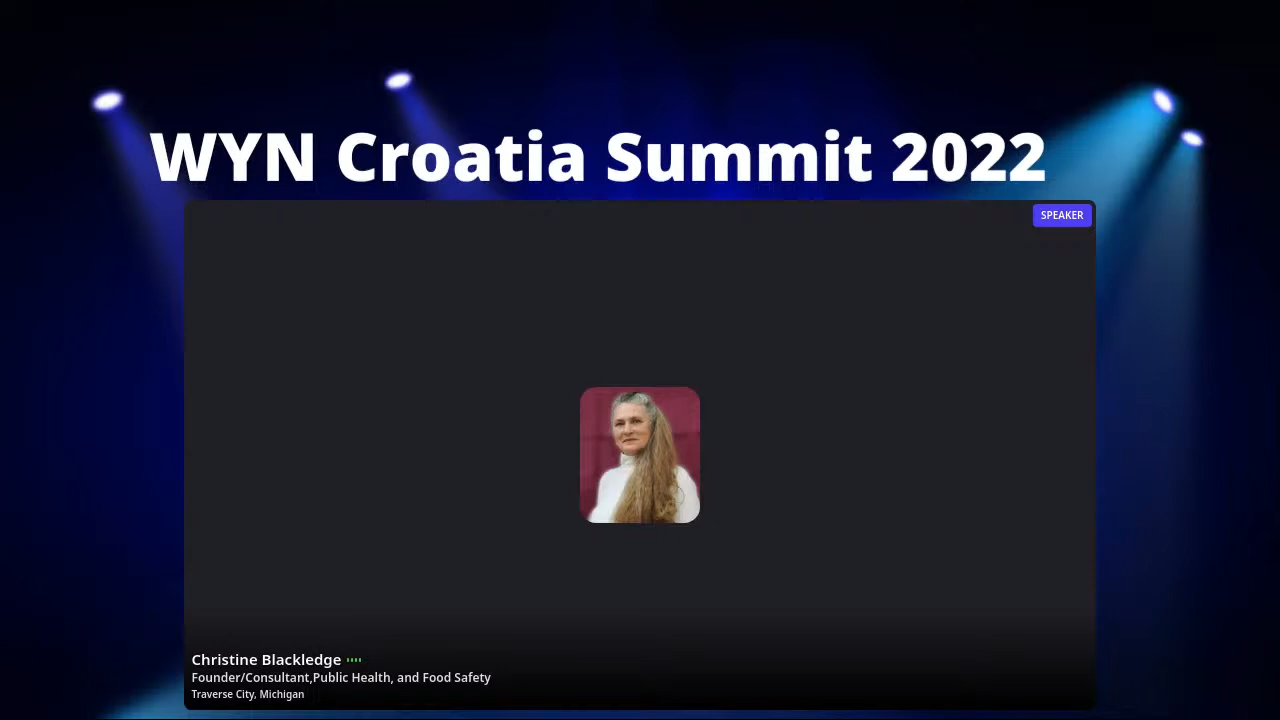 WYN Croatia Summit 2022
SPEAKER
Christine Blackledge
Founder/Consultant,Public Health, and Food Safety
Traverse City, Michigan